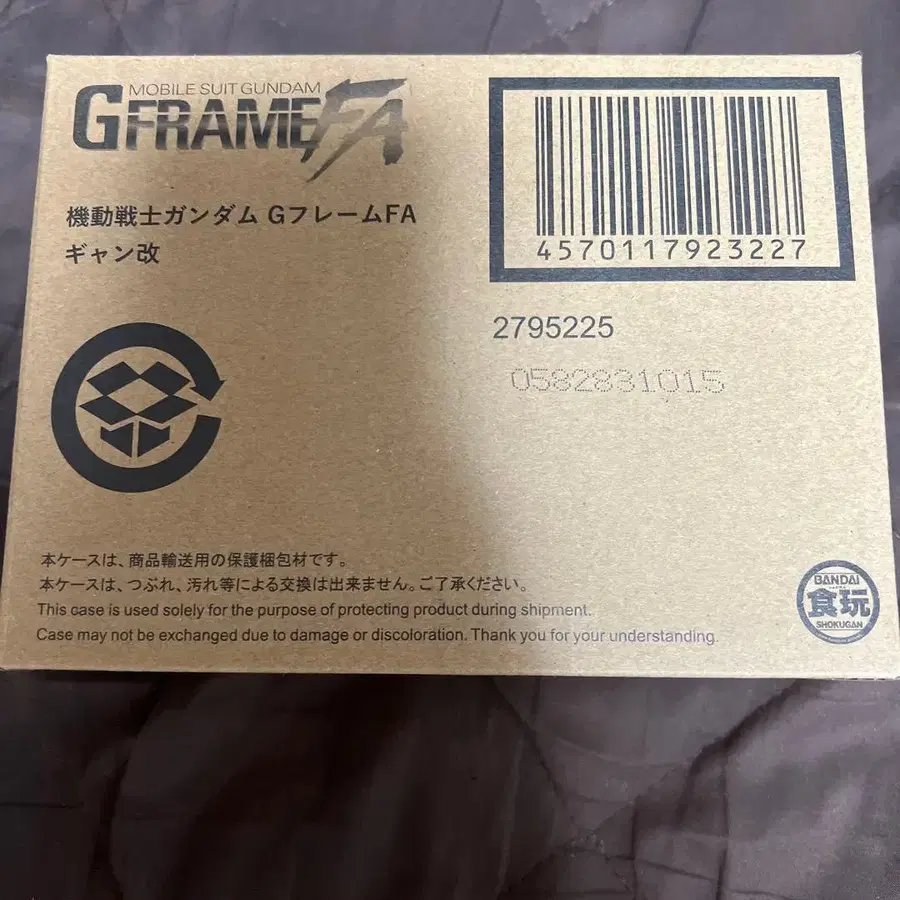 MOBILE SUIT GUNDAM
GFRAME FA
機動戦士ガンダム GフレームFA
ギャン改
4570117923227
2795225
0582831015
本ケースは、商品輸送用の保護梱包材です。
本ケースは、つぶれ、汚れ等による交換は出来ません。ご了承ください。
This case is used solely for the purpose of protecting product during shipment.
Case may not be exchanged due to damage or discoloration. Thank you for your understanding.
BANDAI
食玩
SHOKUGAN